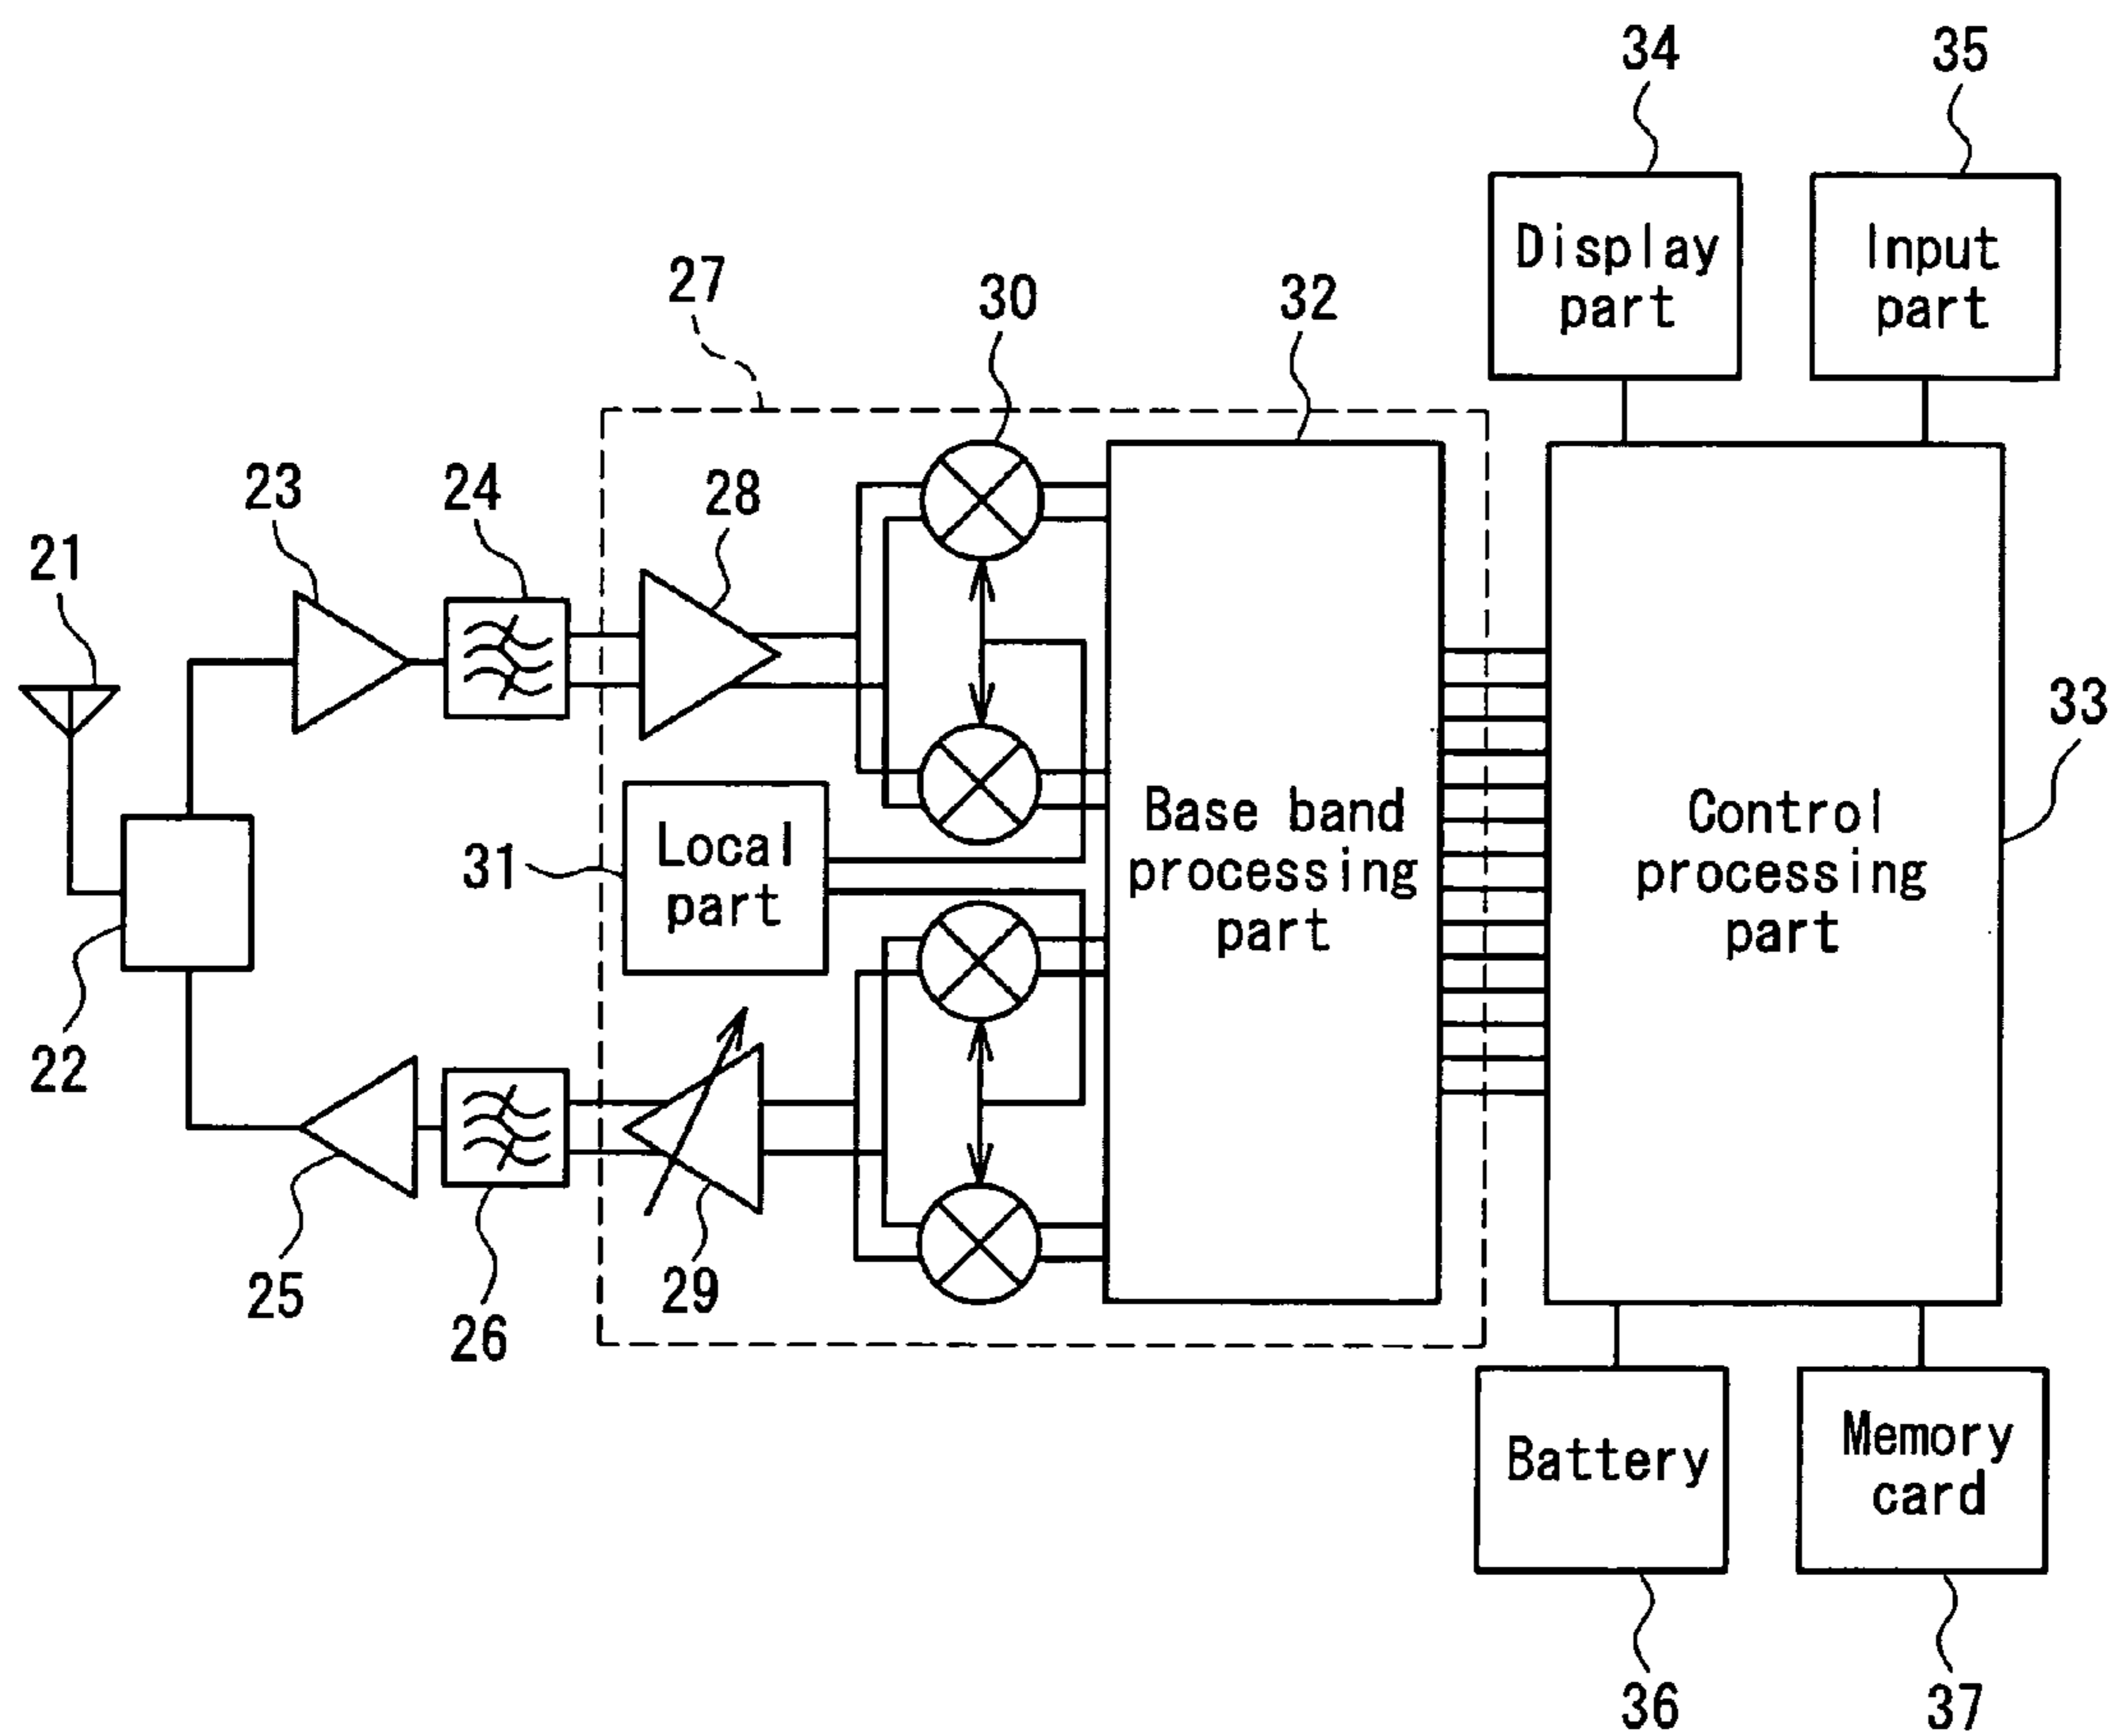 34
35
Display
part
Input
part
27
30
32
23
24
28
21
33
Local
part
31
Base band
processing
part
Control
processing
part
22
25
26
29
Battery
Memory
card
36
37